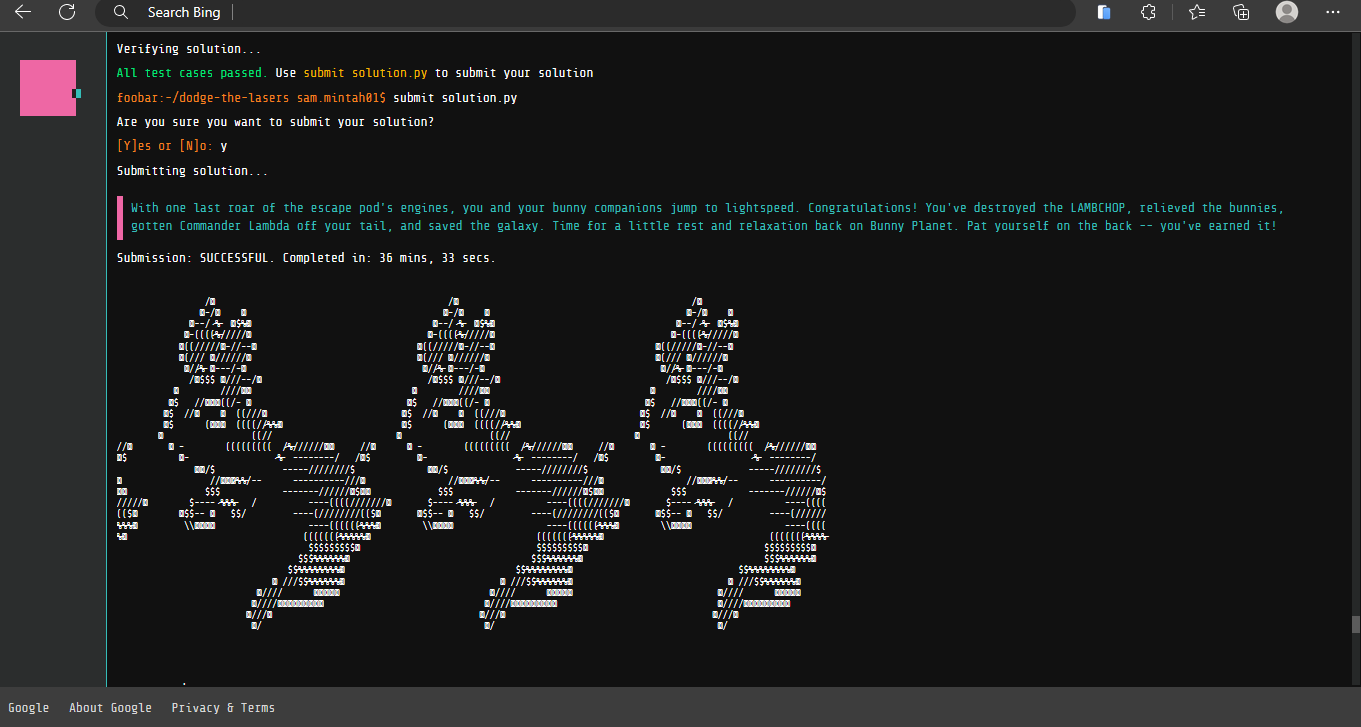 Search Bing
Verifying solution...
All test cases passed. Use submit solution.py to submit your solution
foobar:~/dodge-the-lasers sam.mintah01$ submit solution.py
Are you sure you want to submit your solution?
[Y]es or [N]o: y
Submitting solution...
With one last roar of the escape pod's engines, you and your bunny companions jump to lightspeed. Congratulations! You've destroyed the LAMBCHOP, relieved the bunnies,
gotten Commander Lambda off your tail, and saved the galaxy. Time for a little rest and relaxation back on Bunny Planet. Pat yourself on the back -- you've earned it!
Submission: SUCCESSFUL. Completed in: 36 mins, 33 secs.
Google About Google Privacy & Terms